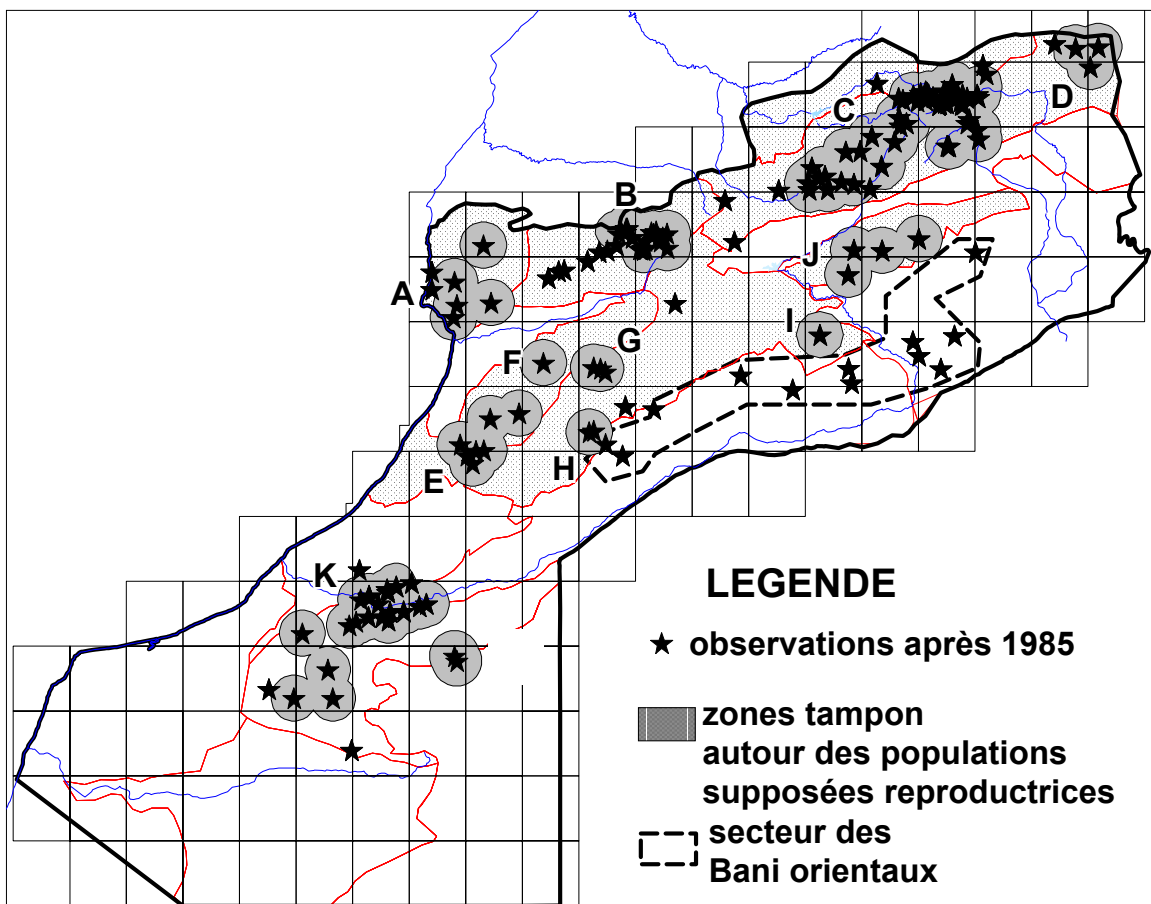 D
C
B
J
A
I
G
F
H
E
K
LEGENDE
observations après 1985
zones tampon
autour des populations
supposées reproductrices
secteur des
Bani orientaux